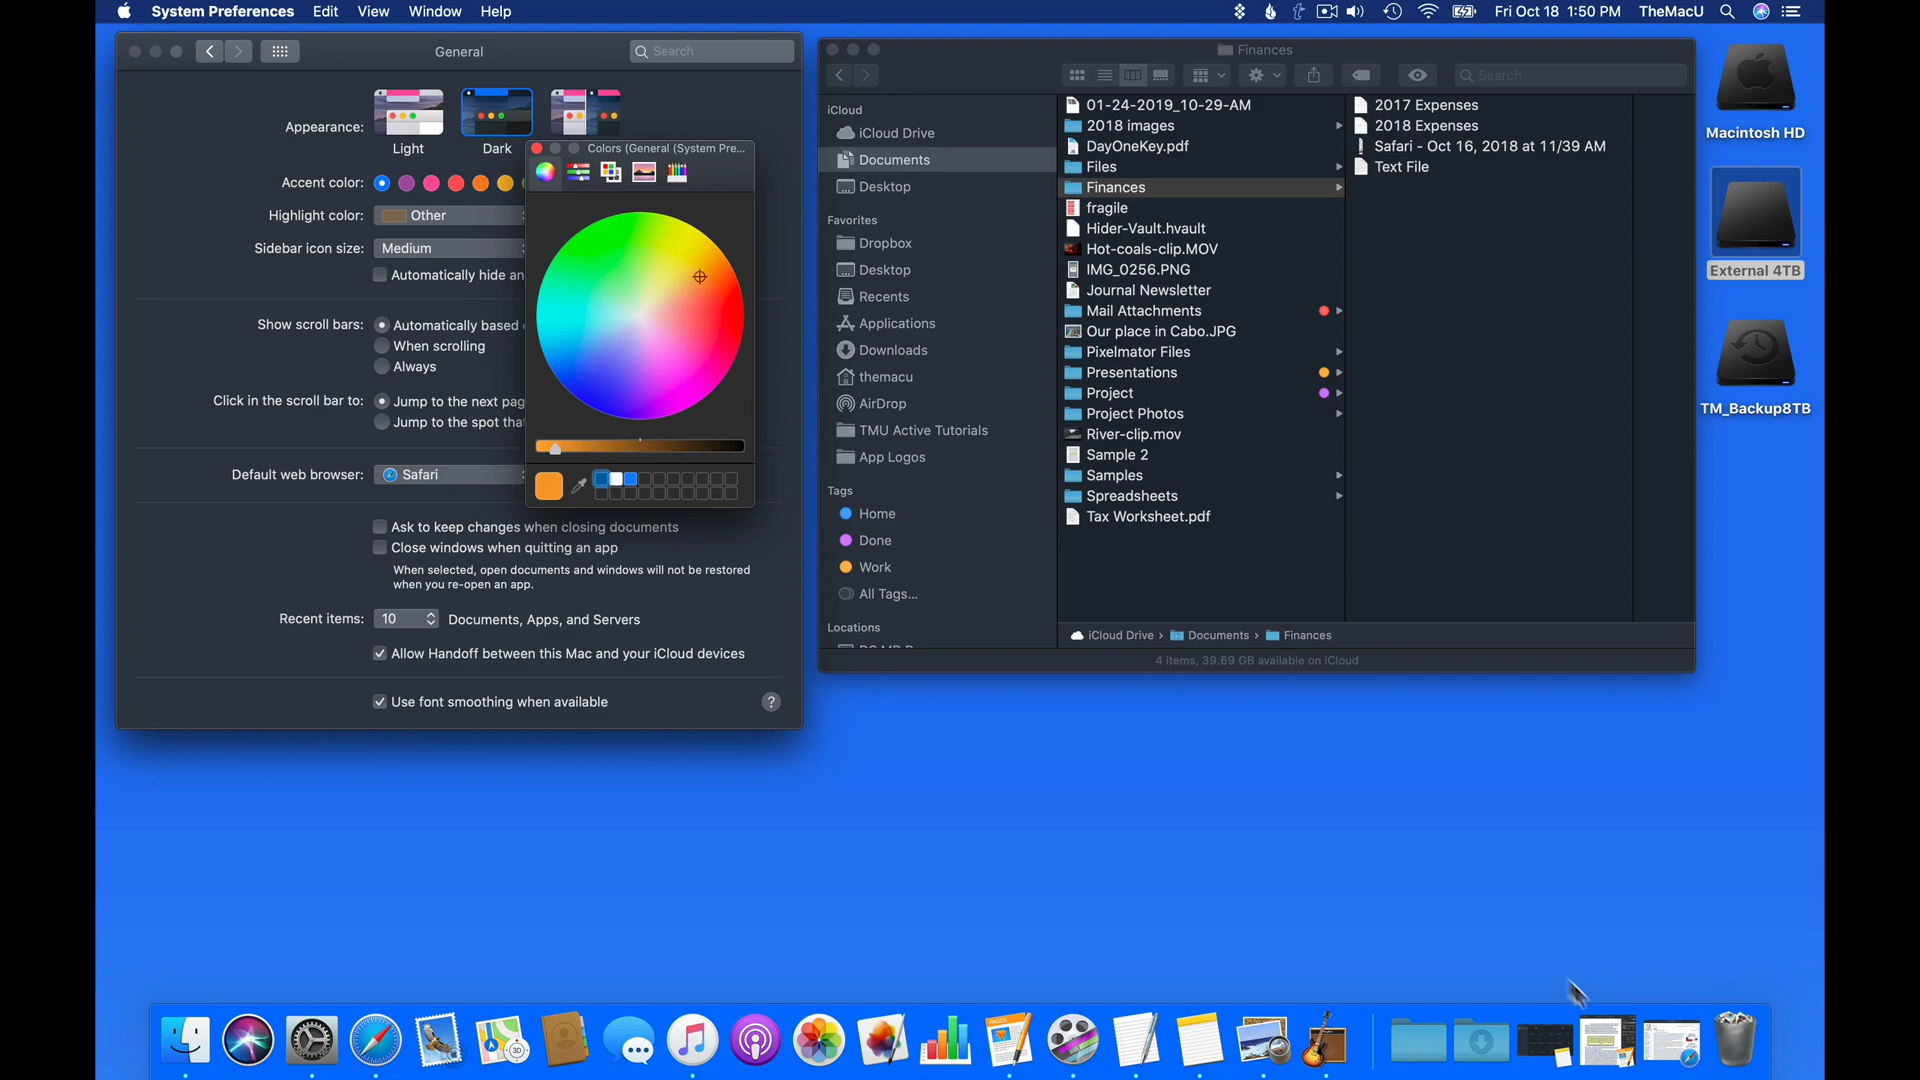 System Preferences Edit View Window Help
Fri Oct 18 1:50 PM TheMacU
General
Search
Appearance:
Light
Dark
Accent color:
Highlight color: Other
Sidebar icon size: Medium
Automatically hide an
Show scroll bars: Automatically based
When scrolling
Always
Click in the scroll bar to: Jump to the next pag
Jump to the spot tha
Default web browser: Safari
Ask to keep changes when closing documents
Close windows when quitting an app
When selected, open documents and windows will not be restored
when you re-open an app.
Recent items: 10 Documents, Apps, and Servers
Allow Handoff between this Mac and your iCloud devices
Use font smoothing when available
?
Colors (General (System Pre...
Finances
Search
iCloud
iCloud Drive
Documents
Desktop
Favorites
Dropbox
Desktop
Recents
Applications
Downloads
themacu
AirDrop
TMU Active Tutorials
App Logos
Tags
Home
Done
Work
All Tags...
Locations
01-24-2019_10-29-AM
2018 images
DayOneKey.pdf
Files
Finances
fragile
Hider-Vault.hvault
Hot-coals-clip.MOV
IMG_0256.PNG
Journal Newsletter
Mail Attachments
Our place in Cabo.JPG
Pixelmator Files
Presentations
Project
Project Photos
River-clip.mov
Sample 2
Samples
Spreadsheets
Tax Worksheet.pdf
2017 Expenses
2018 Expenses
Safari - Oct 16, 2018 at 11/39 AM
Text File
iCloud Drive › Documents › Finances
4 items, 39.69 GB available on iCloud
Macintosh HD
External 4TB
TM_Backup8TB
3D
PAGES